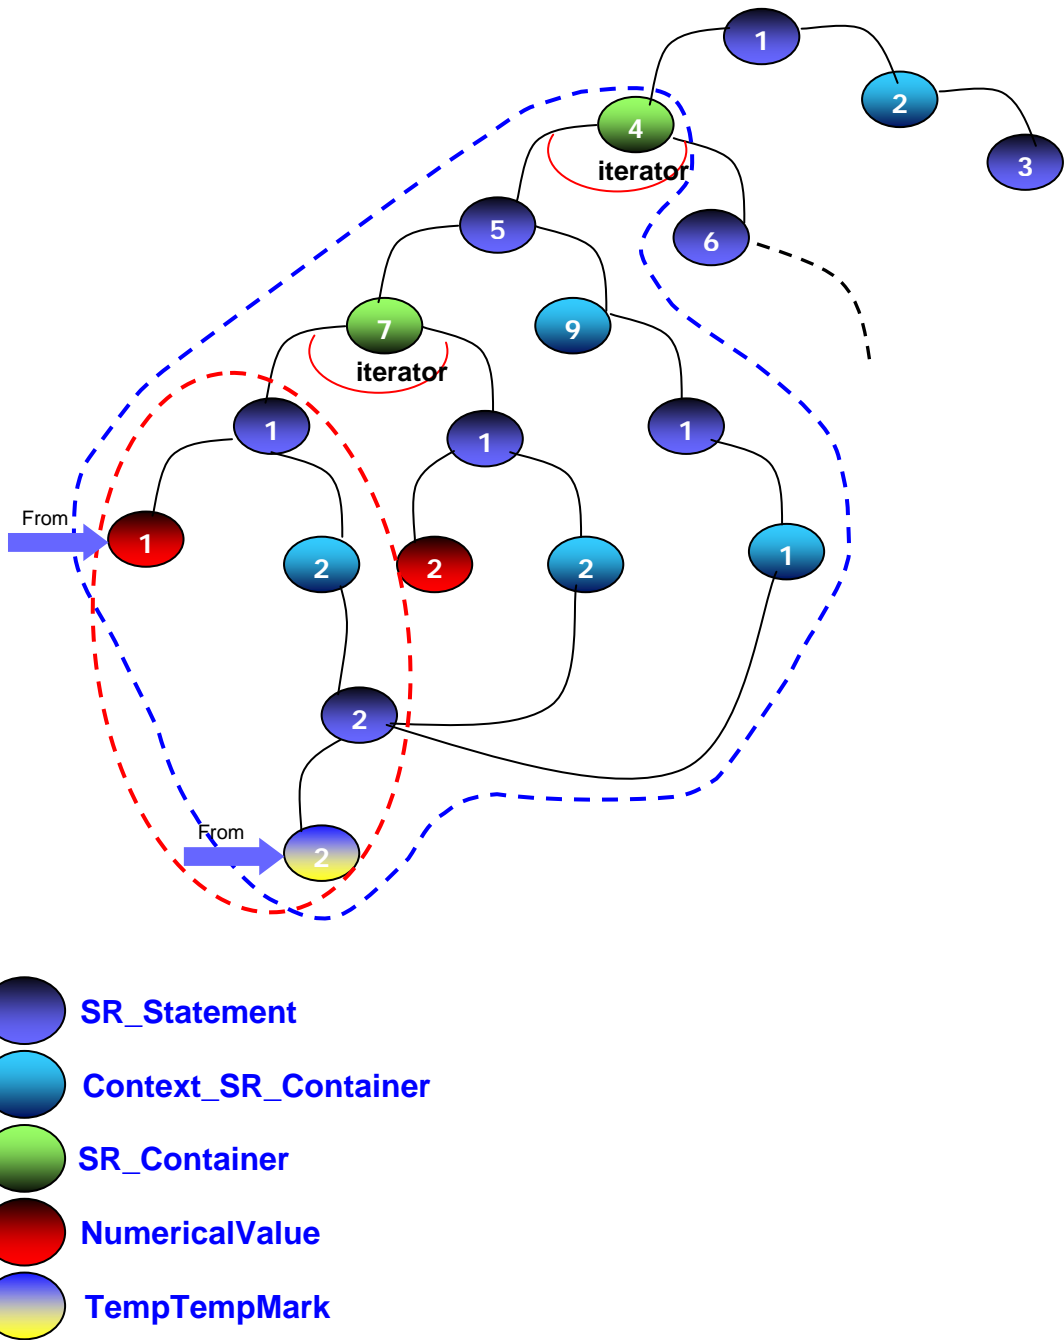 1
2
4
3
iterator
5
6
7
9
iterator
1
1
1
From
1
2
2
2
1
2
From
2
SR_Statement
Context_SR_Container
SR_Container
NumericalValue
TempTempMark